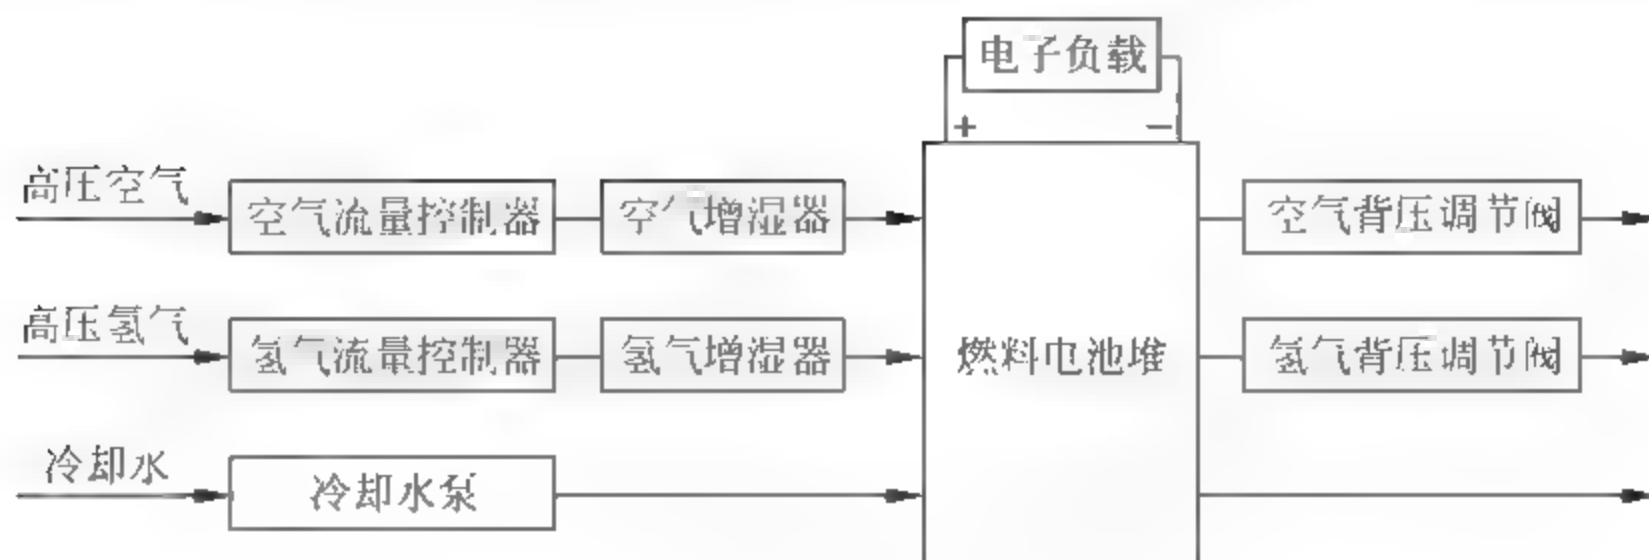 电子负载
+ −
高压空气
空气流量控制器 空气增湿器 空气背压调节阀
高压氢气
氢气流量控制器 氢气增湿器 燃料电池堆 氢气背压调节阀
冷却水
冷却水泵